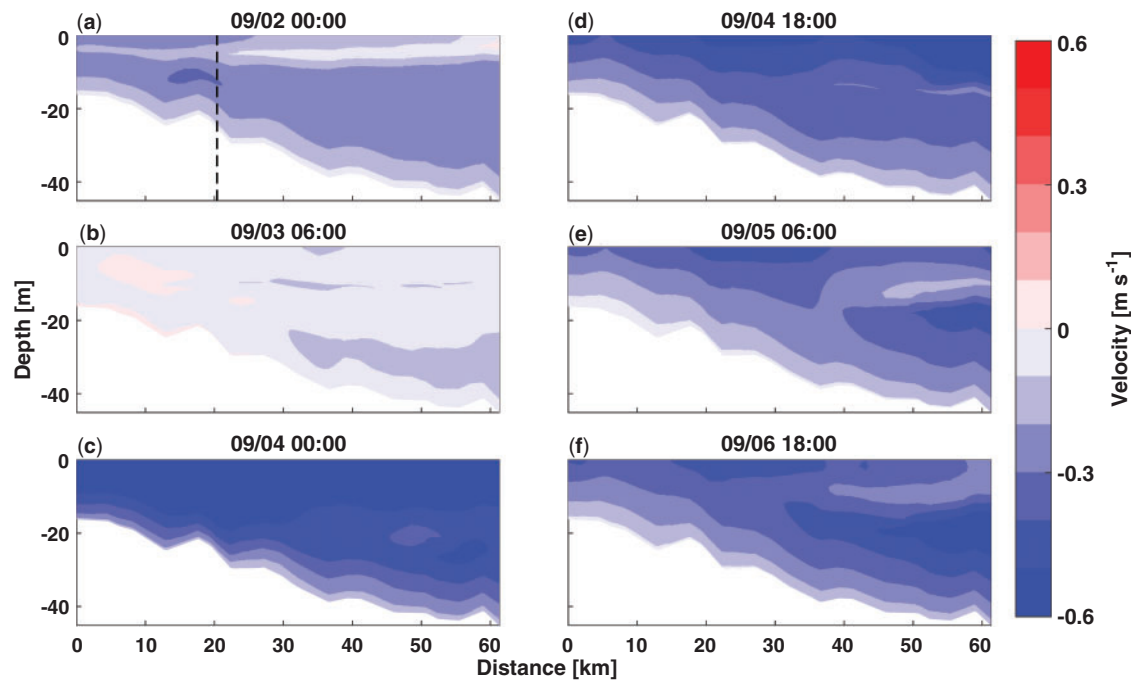 (a) 09/02 00:00
0
-20
-40
(b) 09/03 06:00
0
-20
-40
(c) 09/04 00:00
0
-20
-40
0 10 20 30 40 50 60
(d) 09/04 18:00
(e) 09/05 06:00
(f) 09/06 18:00
0 10 20 30 40 50 60
Depth [m]
Distance [km]
0.6
0.3
0
-0.3
-0.6
Velocity [m s⁻¹]